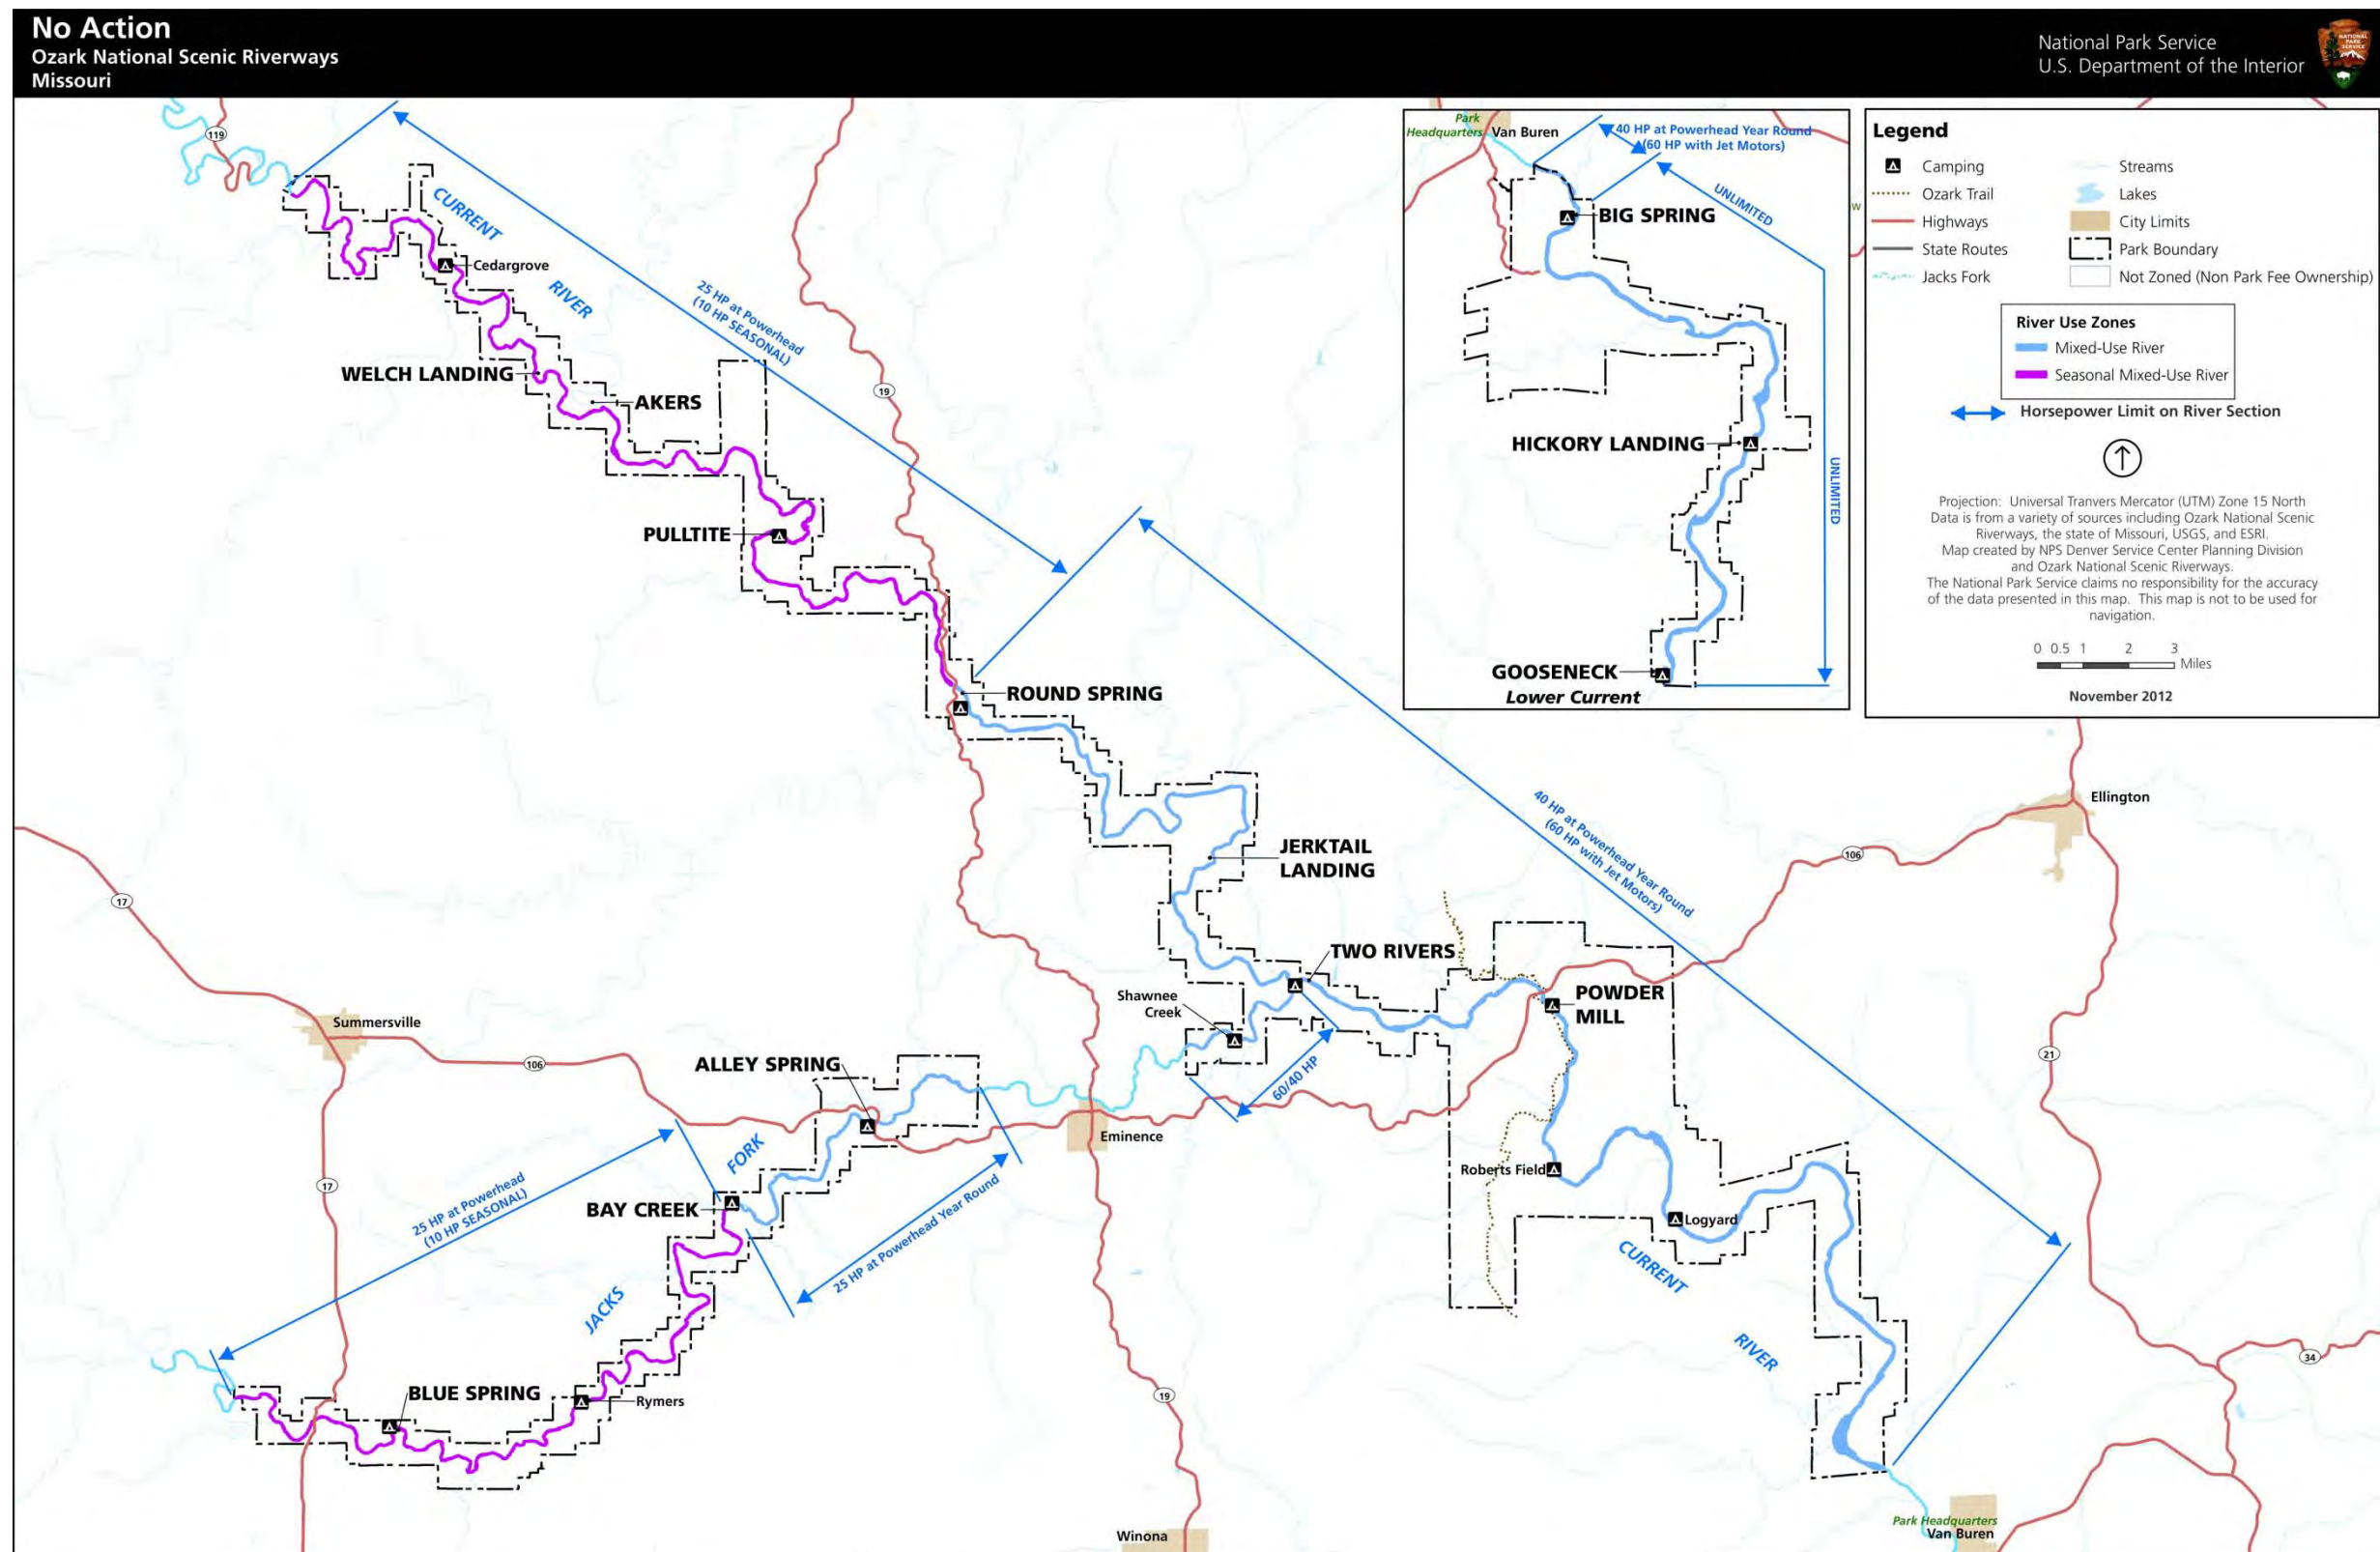 No Action
Ozark National Scenic Riverways
Missouri
National Park Service
U.S. Department of the Interior
NATIONAL
PARK
SERVICE
119
CURRENT
RIVER
Cedargrove
25 HP at Powerhead
(10 HP SEASONAL)
WELCH LANDING
AKERS
19
PULLTITE
ROUND SPRING
JERKTAIL
LANDING
40 HP at Powerhead Year Round
(60 HP with Jet Motors)
TWO RIVERS
Shawnee
Creek
60/40 HP
POWDER
MILL
Roberts Field
Logyard
CURRENT
RIVER
17
Summersville
106
ALLEY SPRING
Eminence
FORK
25 HP at Powerhead
(10 HP SEASONAL)
BAY CREEK
25 HP at Powerhead Year Round
17
JACKS
BLUE SPRING
Rymers
19
Winona
106
Ellington
21
34
Park Headquarters
Van Buren
Park
Headquarters
Van Buren
40 HP at Powerhead Year Round
(60 HP with Jet Motors)
UNLIMITED
BIG SPRING
HICKORY LANDING
UNLIMITED
GOOSENECK
Lower Current
W
Legend
Camping
Ozark Trail
Highways
State Routes
Jacks Fork
Streams
Lakes
City Limits
Park Boundary
Not Zoned (Non Park Fee Ownership)
River Use Zones
Mixed-Use River
Seasonal Mixed-Use River
Horsepower Limit on River Section
Projection: Universal Tranvers Mercator (UTM) Zone 15 North
Data is from a variety of sources including Ozark National Scenic
Riverways, the state of Missouri, USGS, and ESRI.
Map created by NPS Denver Service Center Planning Division
and Ozark National Scenic Riverways.
The National Park Service claims no responsibility for the accuracy
of the data presented in this map. This map is not to be used for
navigation.
0 0.5 1 2 3
Miles
November 2012